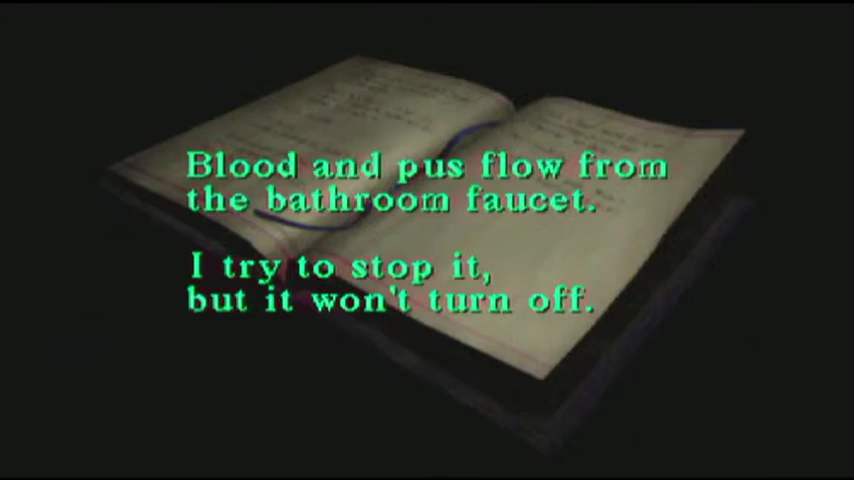 Blood and pus flow from
the bathroom faucet.
I try to stop it,
but it won't turn off.